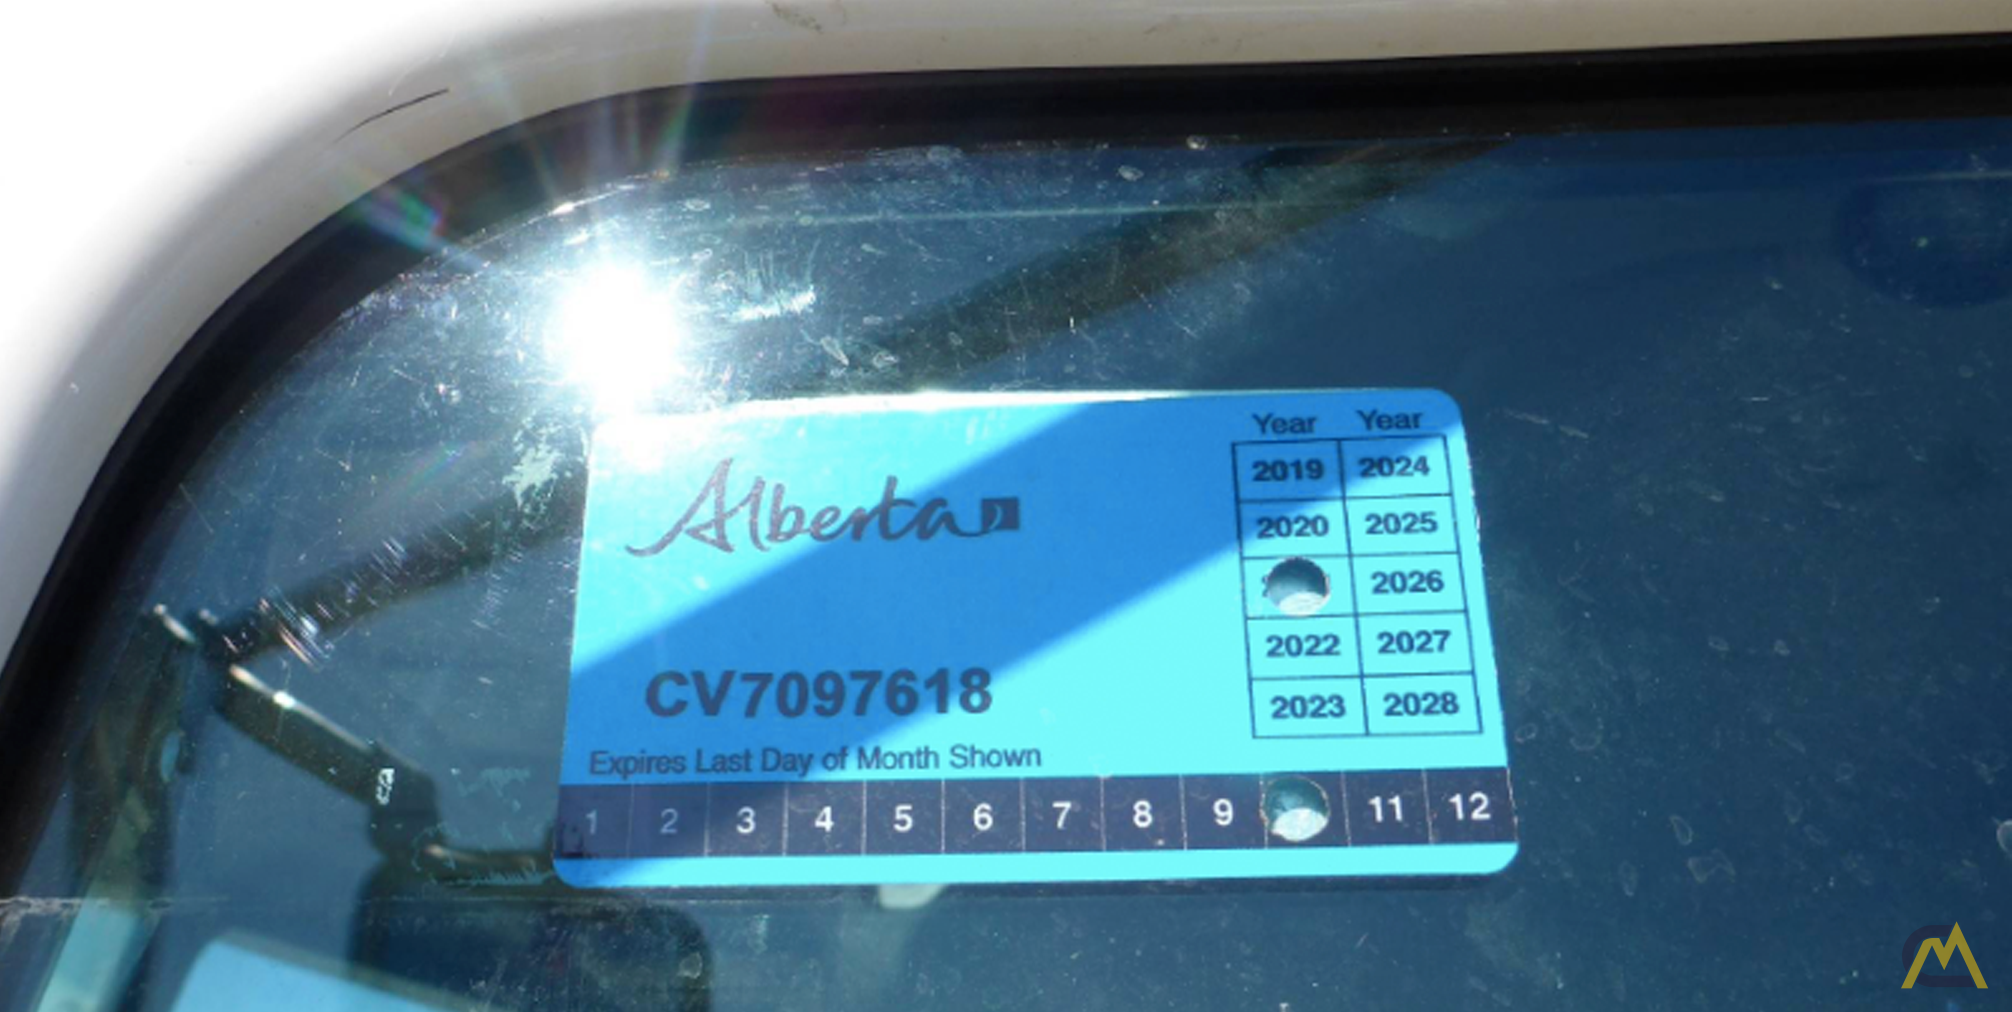 Alberta
CV7097618
Expires Last Day of Month Shown
Year Year
2019 2024
2020 2025
2026
2022 2027
2023 2028
1 2 3 4 5 6 7 8 9 11 12